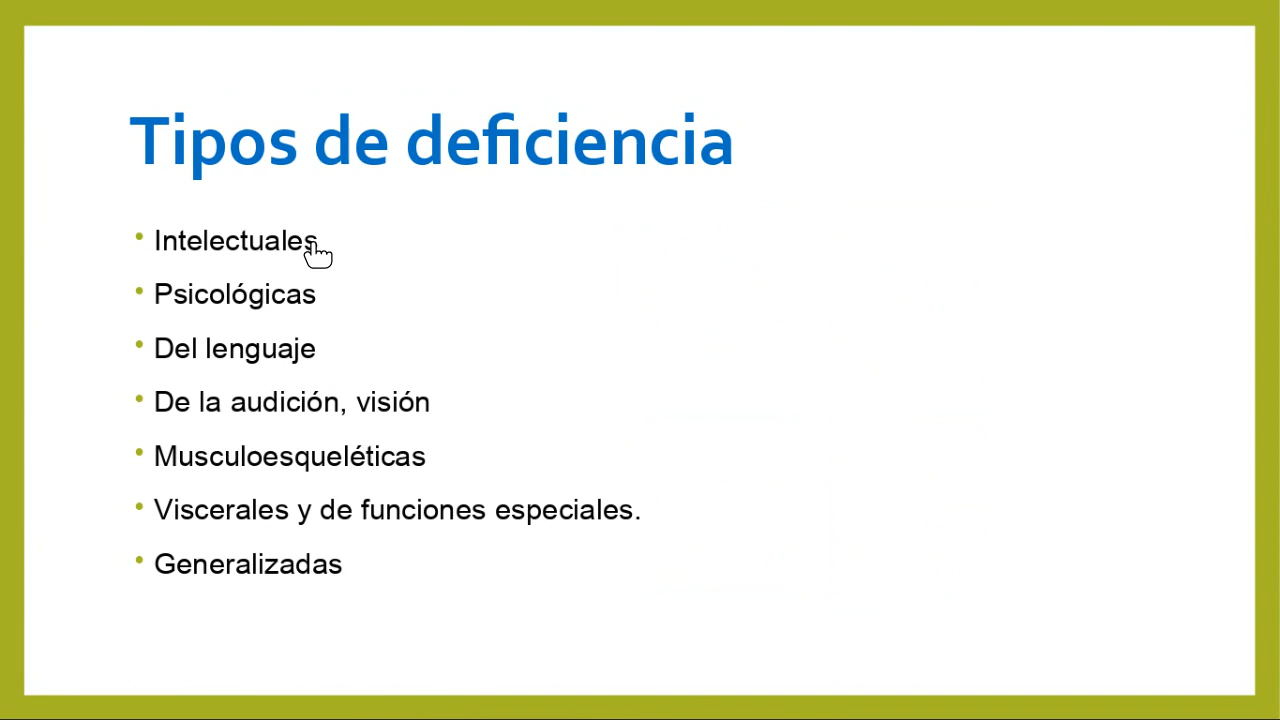 Tipos de deficiencia
• Intelectuales
• Psicológicas
• Del lenguaje
• De la audición, visión
• Musculoesqueléticas
• Viscerales y de funciones especiales.
• Generalizadas